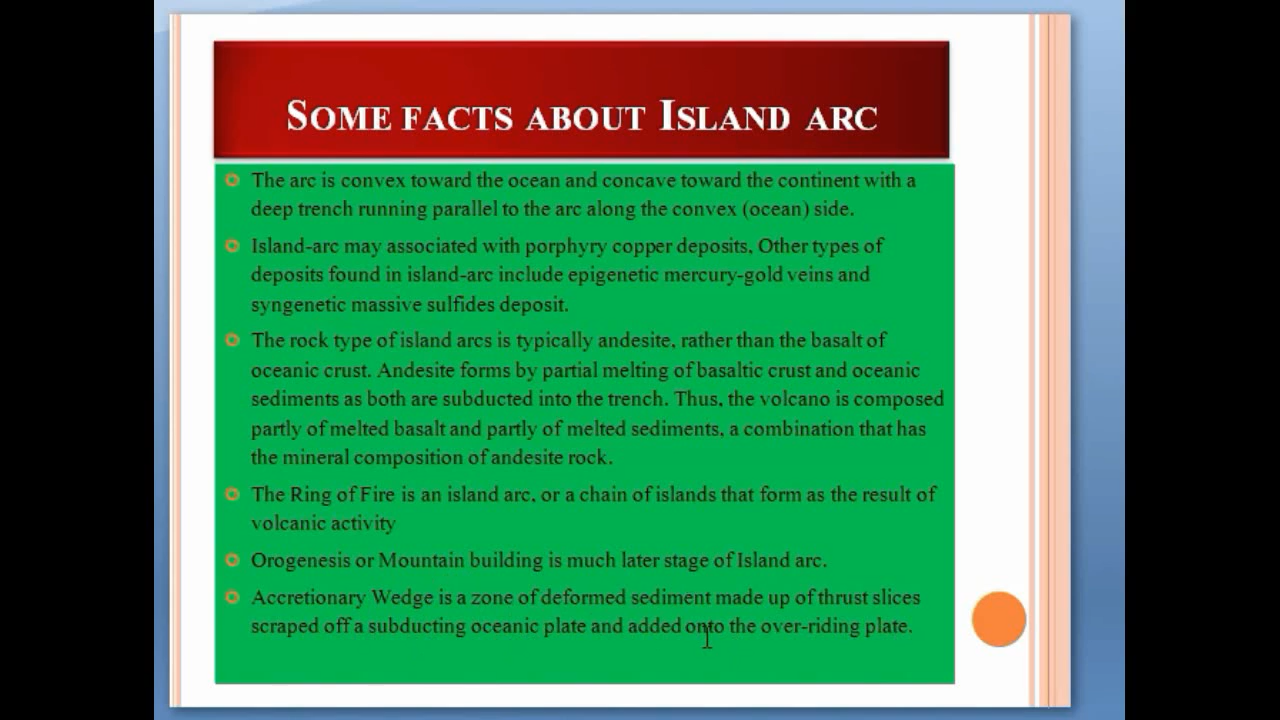 SOME FACTS ABOUT ISLAND ARC
The arc is convex toward the ocean and concave toward the continent with a
deep trench running parallel to the arc along the convex (ocean) side.
Island-arc may associated with porphyry copper deposits, Other types of
deposits found in island-arc include epigenetic mercury-gold veins and
syngenetic massive sulfides deposit.
The rock type of island arcs is typically andesite, rather than the basalt of
oceanic crust. Andesite forms by partial melting of basaltic crust and oceanic
sediments as both are subducted into the trench. Thus, the volcano is composed
partly of melted basalt and partly of melted sediments, a combination that has
the mineral composition of andesite rock.
The Ring of Fire is an island arc, or a chain of islands that form as the result of
volcanic activity
Orogenesis or Mountain building is much later stage of Island arc.
Accretionary Wedge is a zone of deformed sediment made up of thrust slices
scraped off a subducting oceanic plate and added onto the over-riding plate.